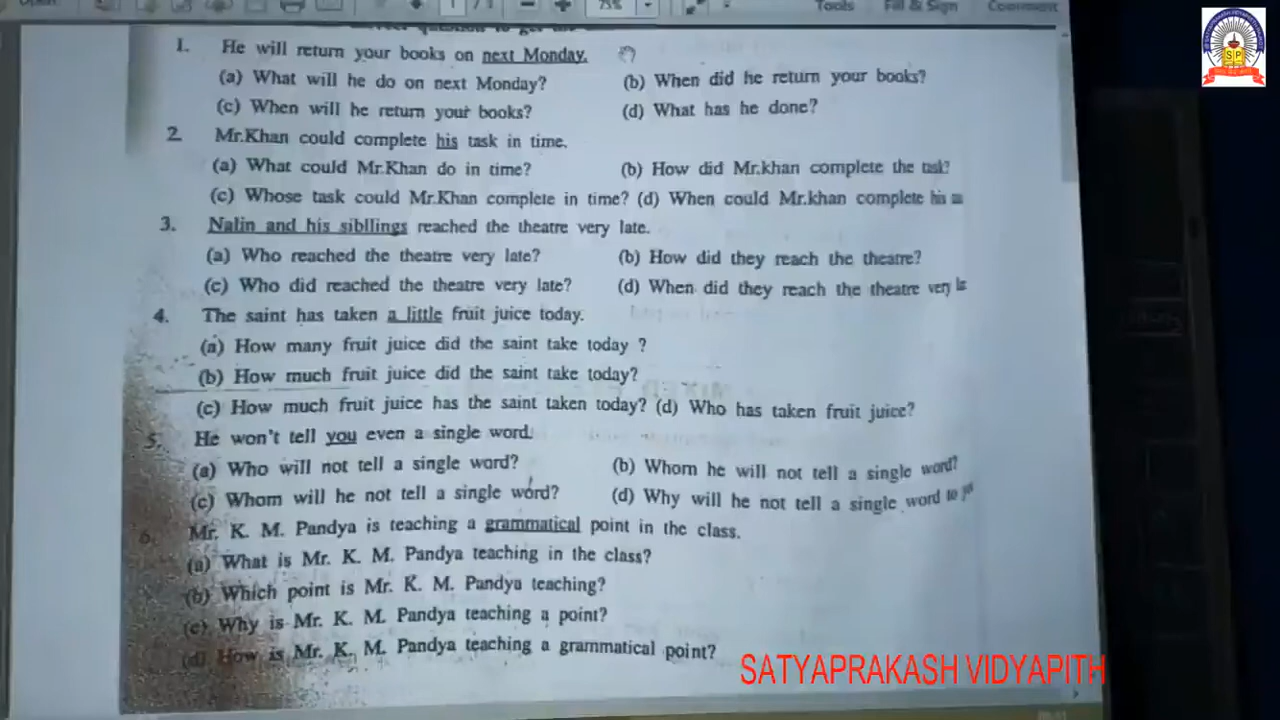 Tools Fill & Sign Comment
1. He will return your books on next Monday.
(a) What will he do on next Monday? (b) When did he return your books?
(c) When will he return your books? (d) What has he done?
2. Mr.Khan could complete his task in time.
(a) What could Mr.Khan do in time? (b) How did Mr.khan complete the task?
(c) Whose task could Mr.Khan complete in time? (d) When could Mr.khan complete his
3. Nalin and his sibllings reached the theatre very late.
(a) Who reached the theatre very late? (b) How did they reach the theatre?
(c) Who did reached the theatre very late? (d) When did they reach the theatre very
4. The saint has taken a little fruit juice today.
(a) How many fruit juice did the saint take today ?
(b) How much fruit juice did the saint take today?
(c) How much fruit juice has the saint taken today? (d) Who has taken fruit juice?
5. He won't tell you even a single word.
(a) Who will not tell a single word? (b) Whom he will not tell a single word?
(c) Whom will he not tell a single word? (d) Why will he not tell a single word to
6. Mr. K. M. Pandya is teaching a grammatical point in the class.
(a) What is Mr. K. M. Pandya teaching in the class?
(b) Which point is Mr. K. M. Pandya teaching?
(c) Why is Mr. K. M. Pandya teaching a point?
(d) How is Mr. K. M. Pandya teaching a grammatical point?
SATYAPRAKASH VIDYAPITH